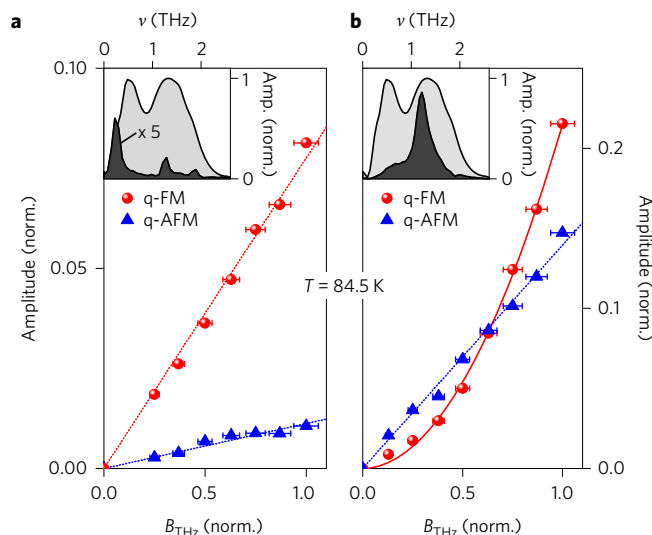 a
ν (THz)
0 1 2
0.10
1
Amp. (norm.)
x 5
0
q-FM
q-AFM
0.05
Amplitude (norm.)
0.00
0.0 0.5 1.0
B_THz (norm.)
T = 84.5 K
b
ν (THz)
0 1 2
1
Amp. (norm.)
0
0.2
q-FM
q-AFM
Amplitude (norm.)
0.1
0.0
0.0 0.5 1.0
B_THz (norm.)